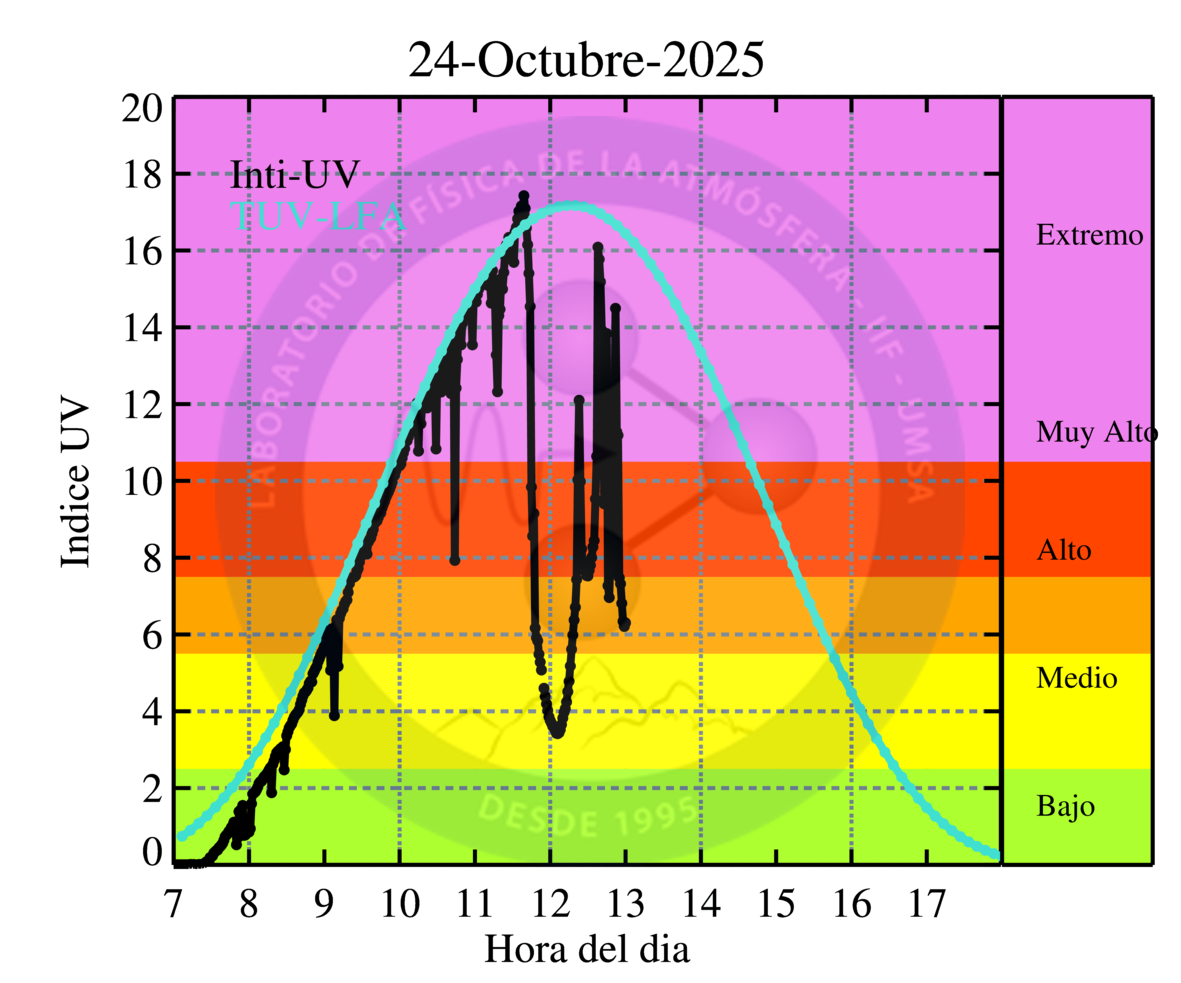 24-Octubre-2025
20
18
16
14
12
10
8
6
4
2
0
Indice UV
Inti-UV
TUV-LFA
LABORATORIO DE FÍSICA DE LA ATMÓSFERA - IIF - UMSA
DESDE 1995
Extremo
Muy Alto
Alto
Medio
Bajo
7 8 9 10 11 12 13 14 15 16 17
Hora del dia